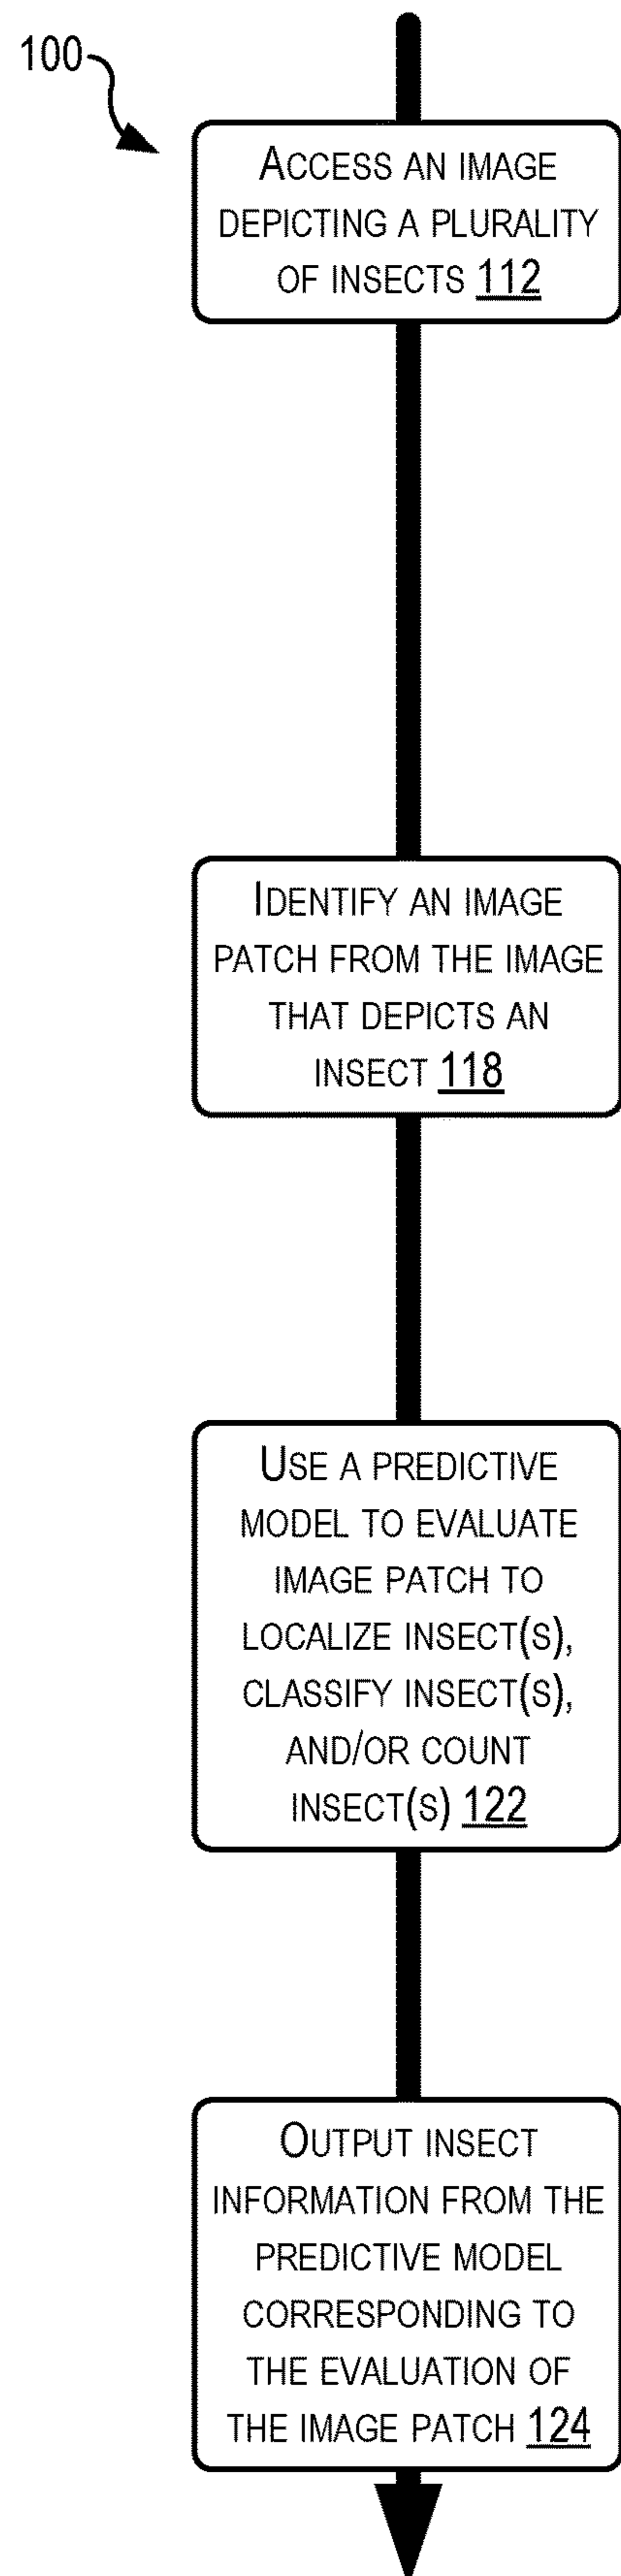 100
ACCESS AN IMAGE
DEPICTING A PLURALITY
OF INSECTS 112
IDENTIFY AN IMAGE
PATCH FROM THE IMAGE
THAT DEPICTS AN
INSECT 118
USE A PREDICTIVE
MODEL TO EVALUATE
IMAGE PATCH TO
LOCALIZE INSECT(S),
CLASSIFY INSECT(S),
AND/OR COUNT
INSECT(S) 122
OUTPUT INSECT
INFORMATION FROM THE
PREDICTIVE MODEL
CORRESPONDING TO
THE EVALUATION OF
THE IMAGE PATCH 124